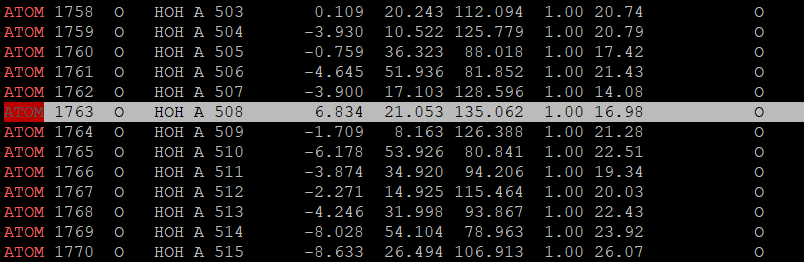 ATOM 1758  O   HOH A 503       0.109  20.243 112.094  1.00 20.74           O
ATOM 1759  O   HOH A 504      -3.930  10.522 125.779  1.00 20.79           O
ATOM 1760  O   HOH A 505      -0.759  36.323  88.018  1.00 17.42           O
ATOM 1761  O   HOH A 506      -4.645  51.936  81.852  1.00 21.43           O
ATOM 1762  O   HOH A 507      -3.900  17.103 128.596  1.00 14.08           O
ATOM 1763  O   HOH A 508       6.834  21.053 135.062  1.00 16.98           O
ATOM 1764  O   HOH A 509      -1.709   8.163 126.388  1.00 21.28           O
ATOM 1765  O   HOH A 510      -6.178  53.926  80.841  1.00 22.51           O
ATOM 1766  O   HOH A 511      -3.874  34.920  94.206  1.00 19.34           O
ATOM 1767  O   HOH A 512      -2.271  14.925 115.464  1.00 20.03           O
ATOM 1768  O   HOH A 513      -4.246  31.998  93.867  1.00 22.43           O
ATOM 1769  O   HOH A 514      -8.028  54.104  78.963  1.00 23.92           O
ATOM 1770  O   HOH A 515      -8.633  26.494 106.913  1.00 26.07           O